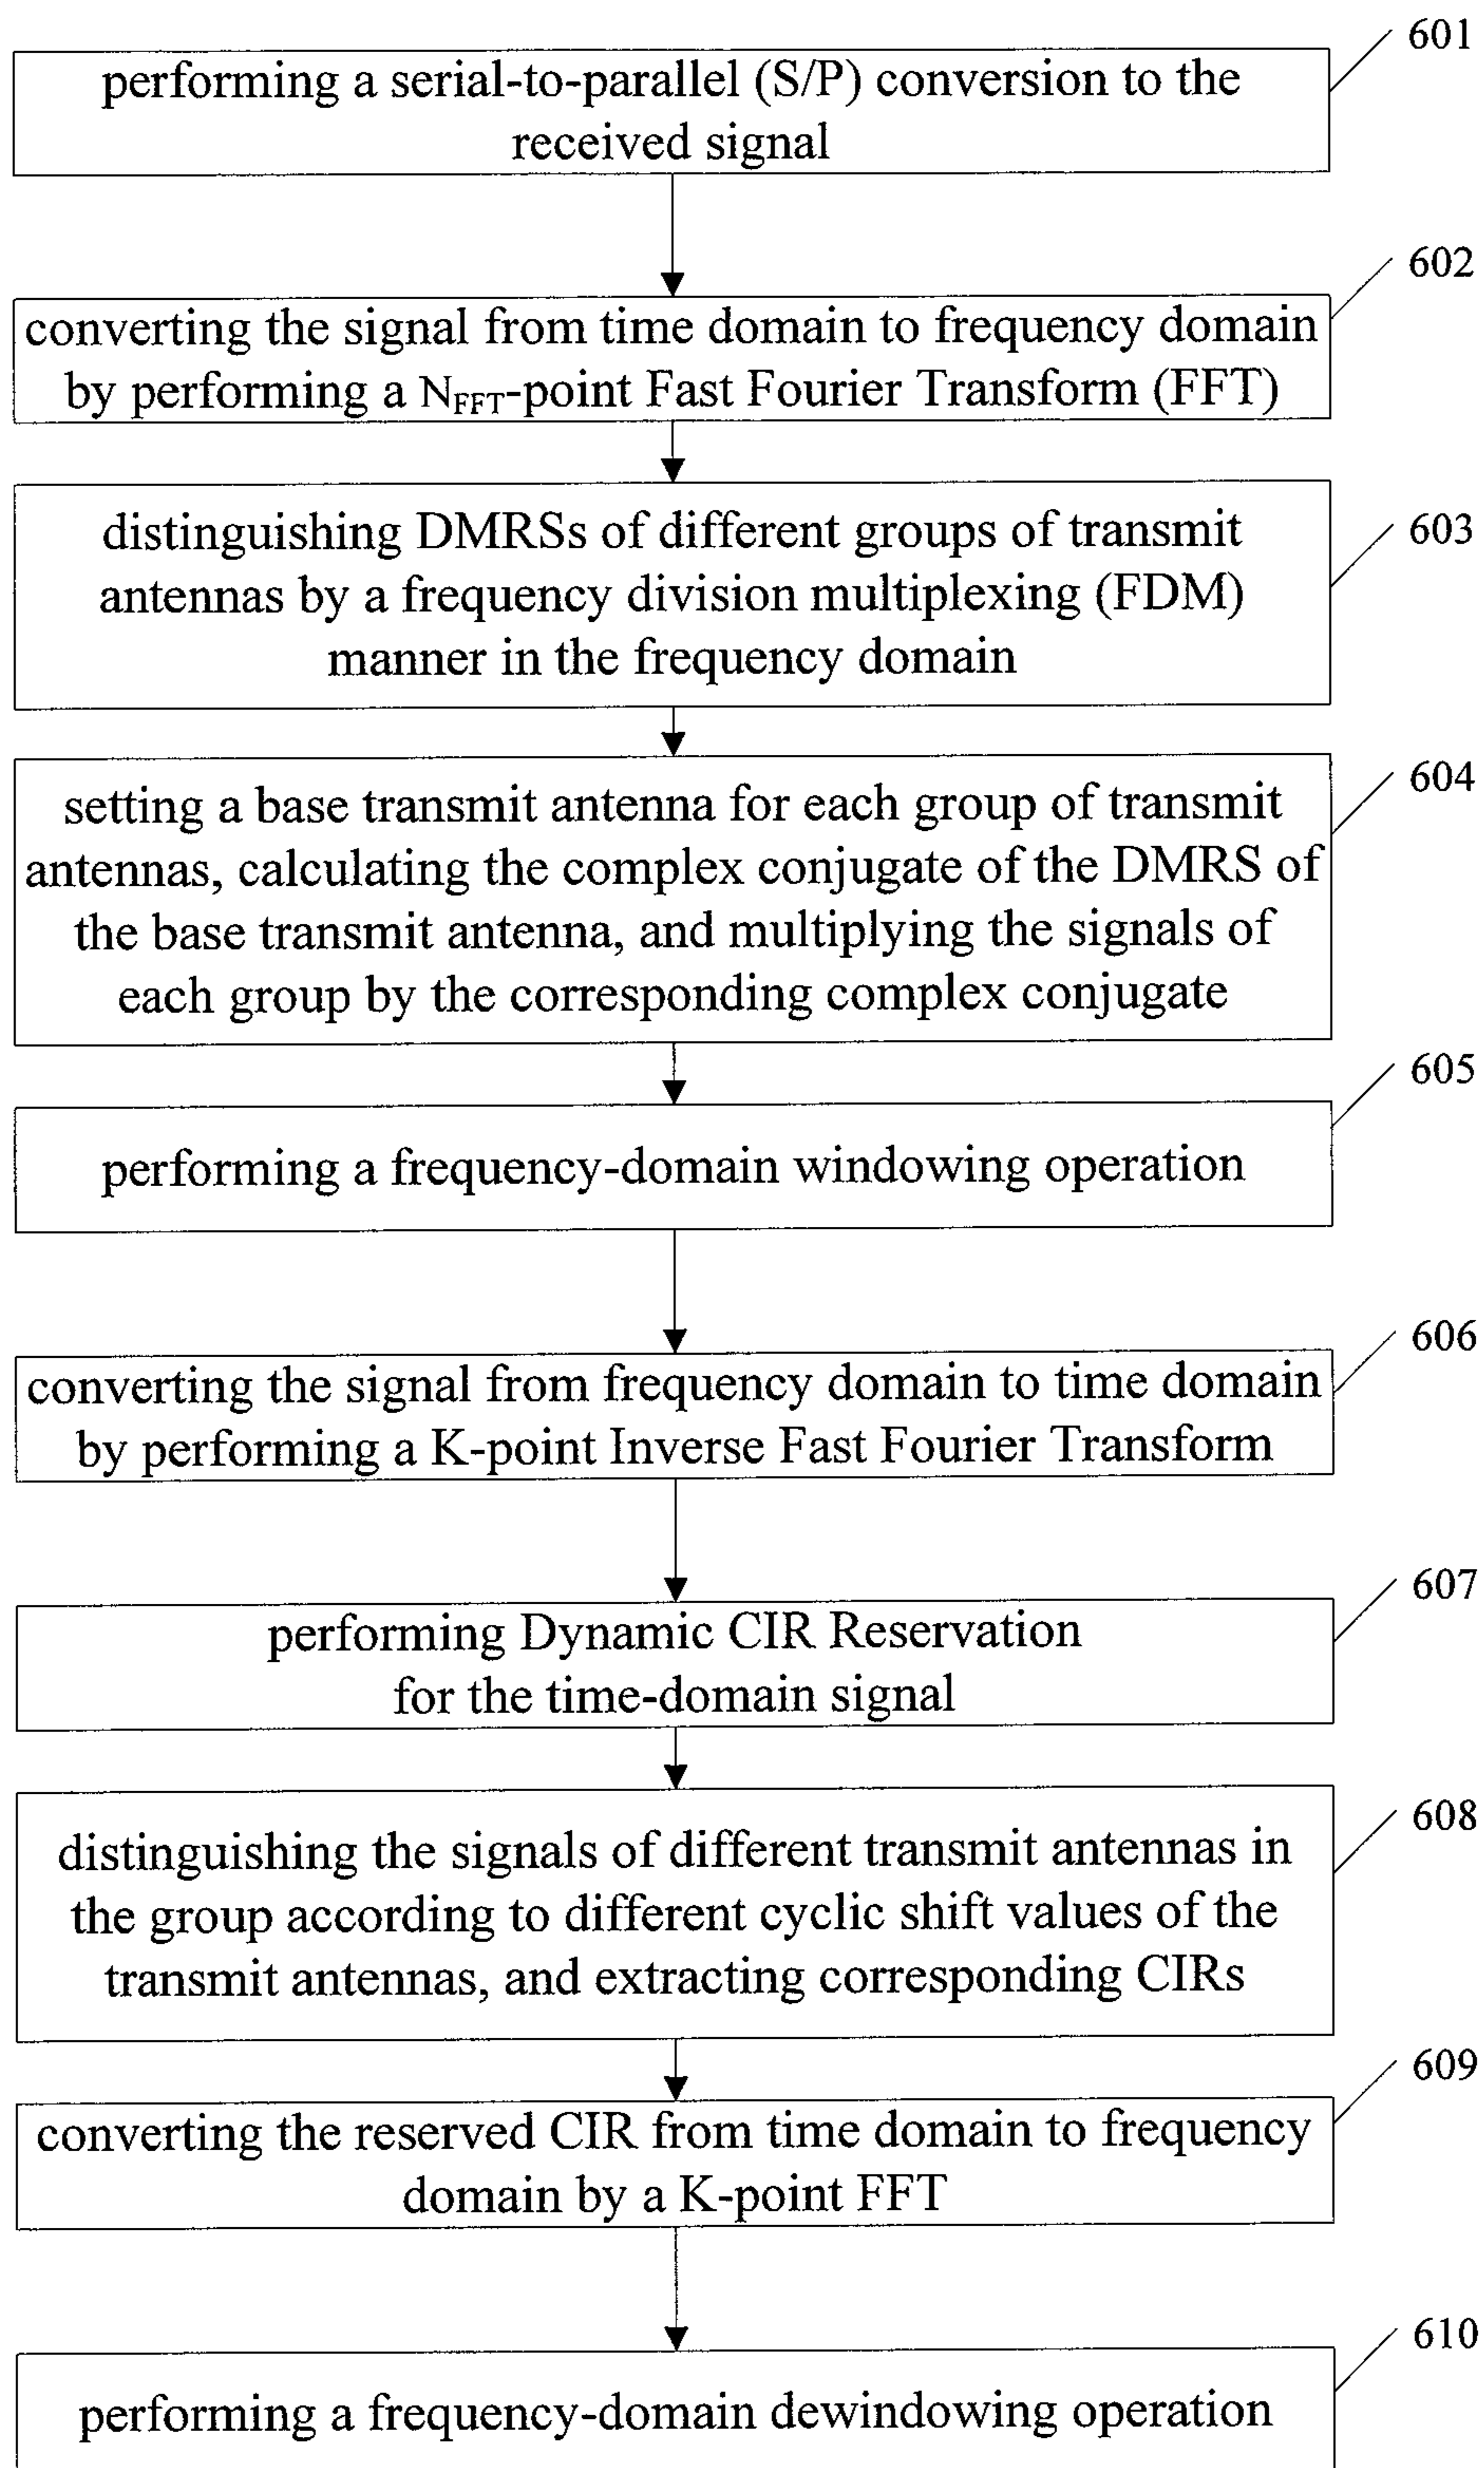 601
performing a serial-to-parallel (S/P) conversion to the
received signal
602
converting the signal from time domain to frequency domain
by performing a NFFT-point Fast Fourier Transform (FFT)
603
distinguishing DMRSs of different groups of transmit
antennas by a frequency division multiplexing (FDM)
manner in the frequency domain
604
setting a base transmit antenna for each group of transmit
antennas, calculating the complex conjugate of the DMRS of
the base transmit antenna, and multiplying the signals of
each group by the corresponding complex conjugate
605
performing a frequency-domain windowing operation
606
converting the signal from frequency domain to time domain
by performing a K-point Inverse Fast Fourier Transform
607
performing Dynamic CIR Reservation
for the time-domain signal
608
distinguishing the signals of different transmit antennas in
the group according to different cyclic shift values of the
transmit antennas, and extracting corresponding CIRs
609
converting the reserved CIR from time domain to frequency
domain by a K-point FFT
610
performing a frequency-domain dewindowing operation